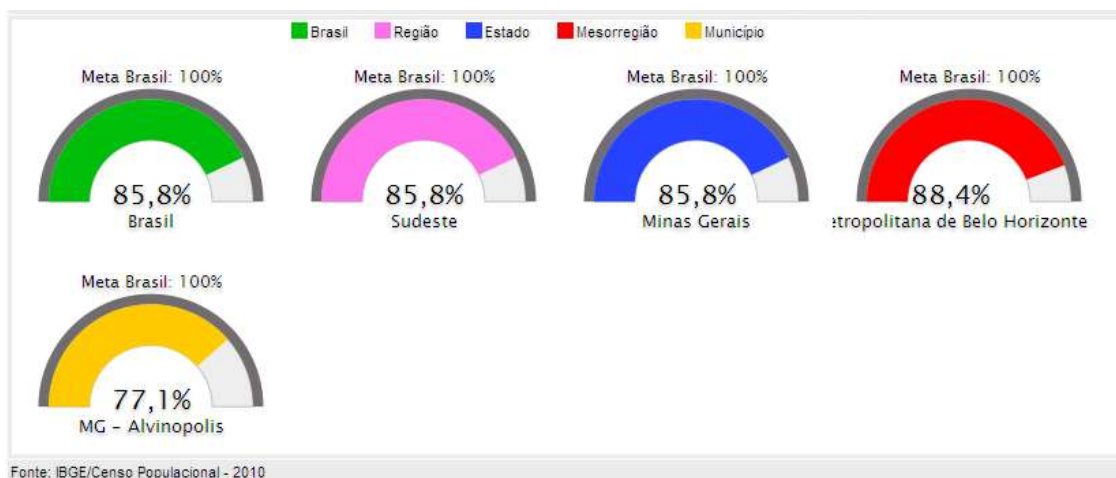 Brasil Região Estado Mesorregião Município
Meta Brasil: 100% Meta Brasil: 100% Meta Brasil: 100% Meta Brasil: 100%
85,8% 85,8% 85,8% 88,4%
Brasil Sudeste Minas Gerais etropolitana de Belo Horizonte
Meta Brasil: 100%
77,1%
MG – Alvinopolis
Fonte: IBGE/Censo Populacional - 2010